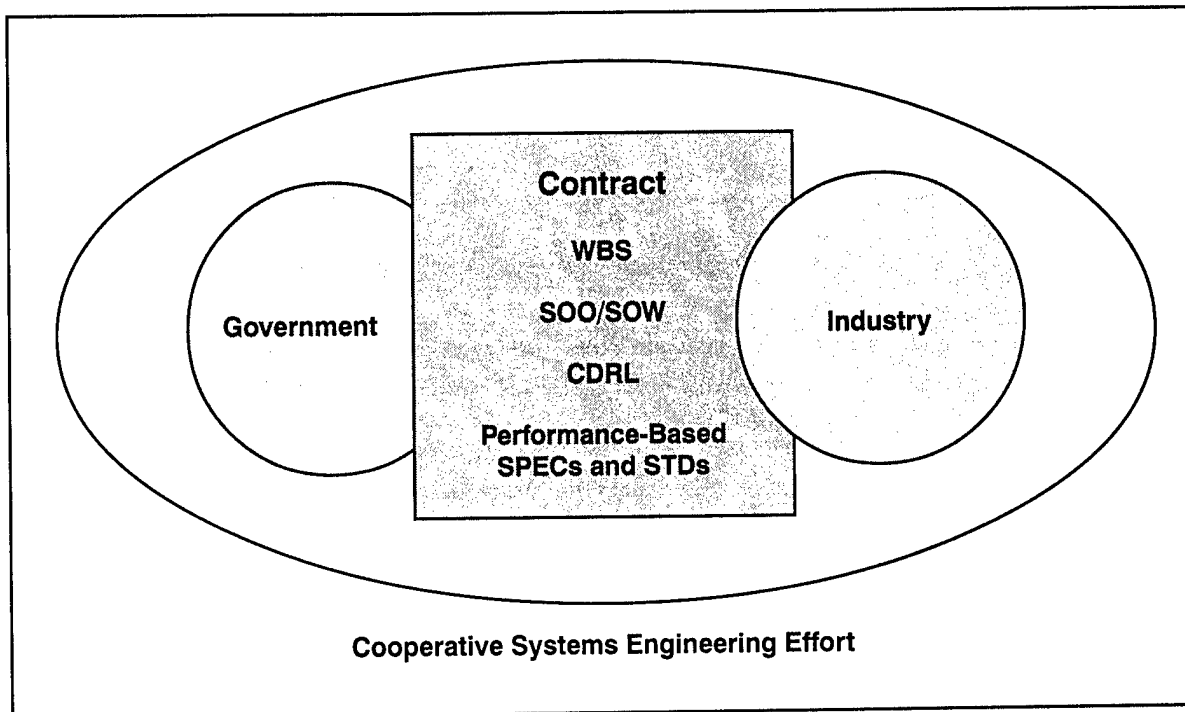 Contract
WBS
Government
SOO/SOW
Industry
CDRL
Performance-Based
SPECs and STDs
Cooperative Systems Engineering Effort